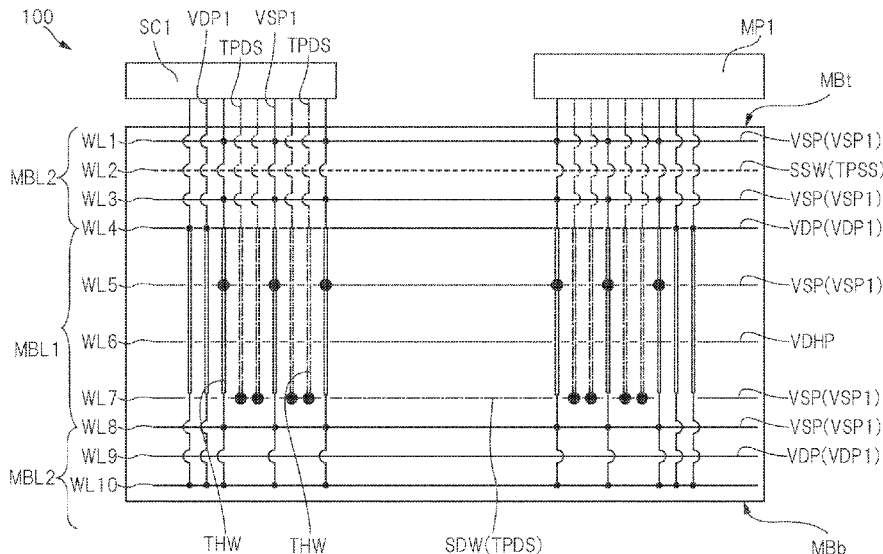 100
SC1
VDP1
VSP1
TPDS
TPDS
MP1
MBt
WL1
VSP(VSP1)
WL2
SSW(TPSS)
MBL2
WL3
VSP(VSP1)
WL4
VDP(VDP1)
WL5
VSP(VSP1)
MBL1
WL6
VDHP
WL7
VSP(VSP1)
WL8
VSP(VSP1)
WL9
VDP(VDP1)
MBL2
WL10
THW
THW
SDW(TPDS)
MBb